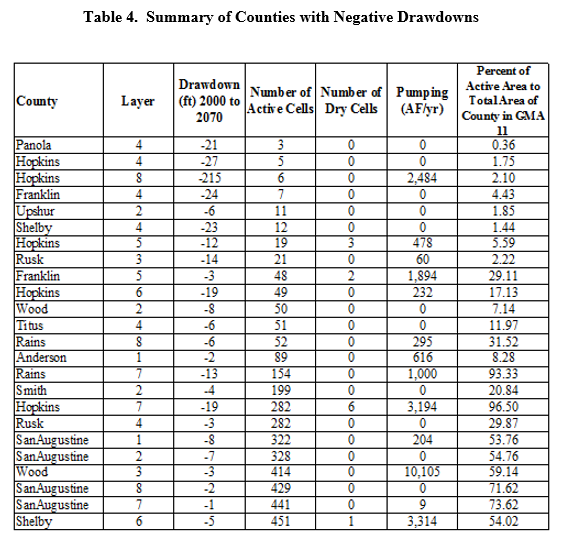 Table 4. Summary of Counties with Negative Drawdowns
County Layer Drawdown (ft) 2000 to 2070 Number of Active Cells Number of Dry Cells Pumping (AF/yr) Percent of Active Area to Total Area of County in GMA 11
Panola 4 -21 3 0 0 0.36
Hopkins 4 -27 5 0 0 1.75
Hopkins 8 -215 6 0 2,484 2.10
Franklin 4 -24 7 0 0 4.43
Upshur 2 -6 11 0 0 1.85
Shelby 4 -23 12 0 0 1.44
Hopkins 5 -12 19 3 478 5.59
Rusk 3 -14 21 0 60 2.22
Franklin 5 -3 48 2 1,894 29.11
Hopkins 6 -19 49 0 232 17.13
Wood 2 -8 50 0 0 7.14
Titus 4 -6 51 0 0 11.97
Rains 8 -6 52 0 295 31.52
Anderson 1 -2 89 0 616 8.28
Rains 7 -13 154 0 1,000 93.33
Smith 2 -4 199 0 0 20.84
Hopkins 7 -19 282 6 3,194 96.50
Rusk 4 -3 282 0 0 29.87
SanAugustine 1 -8 322 0 204 53.76
SanAugustine 2 -7 328 0 0 54.76
Wood 3 -3 414 0 10,105 59.14
SanAugustine 8 -2 429 0 0 71.62
SanAugustine 7 -1 441 0 9 73.62
Shelby 6 -5 451 1 3,314 54.02